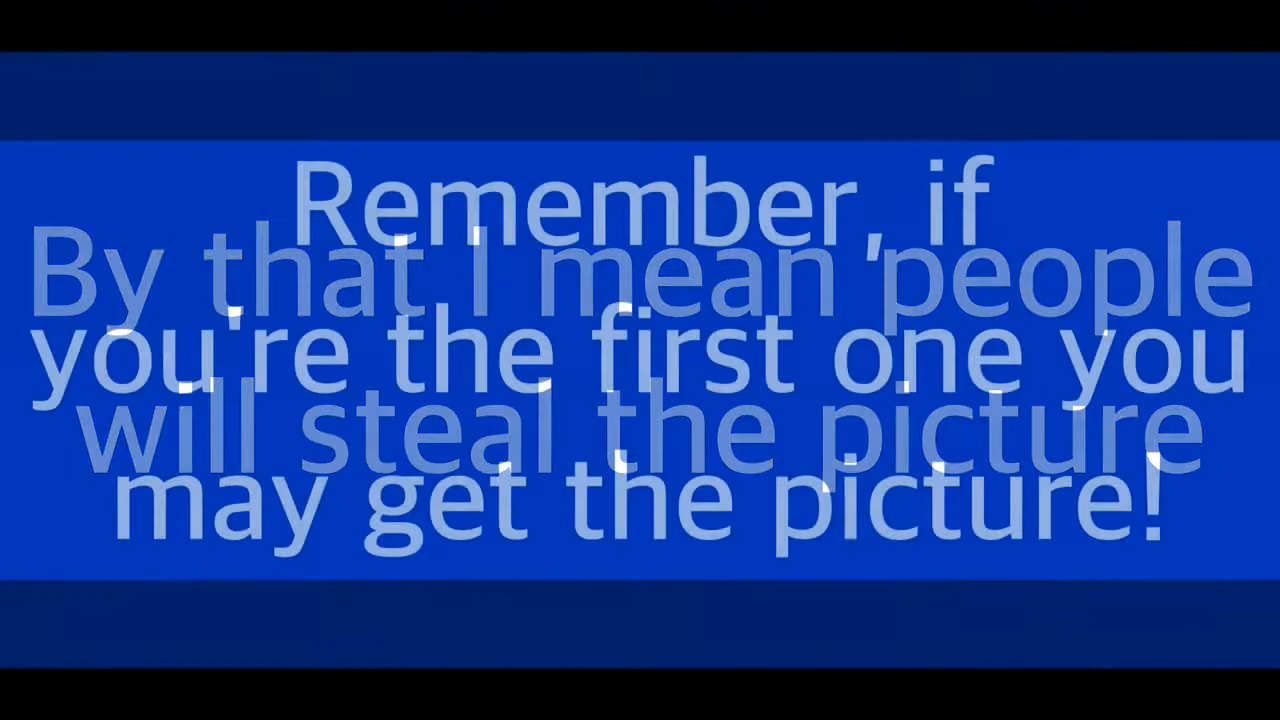 Remember, if
you're the first one you
may get the picture!
By that I mean people
will steal the picture